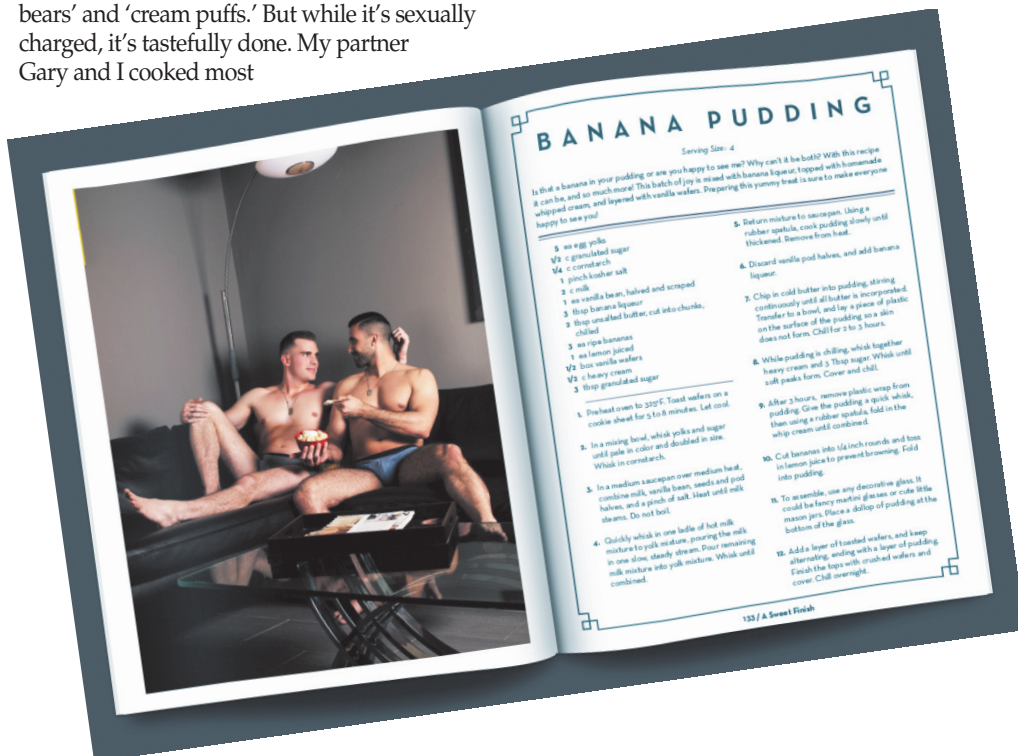 bears’ and ‘cream puffs.’ But while it’s sexually
charged, it’s tastefully done. My partner
Gary and I cooked most
BANANA PUDDING
Serving Size: 4
Is that a banana in your pudding or are you happy to see me? Why can't it be both? With this recipe
it can be, and so much more! This batch of joy is mixed with banana liqueur, topped with homemade
whipped cream, and layered with vanilla wafers. Preparing this yummy treat is sure to make everyone
happy to see you!
5 ea egg yolks
1/2 c granulated sugar
1/4 c cornstarch
1 pinch kosher salt
2 c milk
1 ea vanilla bean, halved and scraped
3 tbsp banana liqueur
2 tbsp unsalted butter, cut into chunks,
chilled
3 ea ripe bananas
1 ea lemon juiced
1/2 box vanilla wafers
1/2 c heavy cream
3 tbsp granulated sugar
1. Preheat oven to 325°F. Toast wafers on a
cookie sheet for 5 to 8 minutes. Let cool.
2. In a mixing bowl, whisk yolks and sugar
until pale in color and doubled in size.
Whisk in cornstarch.
3. In a medium saucepan over medium heat,
combine milk, vanilla bean, seeds and pod
halves, and a pinch of salt. Heat until milk
steams. Do not boil.
4. Quickly whisk in one ladle of hot milk
mixture to yolk mixture, pouring the milk
in one slow, steady stream. Pour remaining
milk mixture into yolk mixture. Whisk until
combined.
5. Return mixture to saucepan. Using a
rubber spatula, cook pudding slowly until
thickened. Remove from heat.
6. Discard vanilla pod halves, and add banana
liqueur.
7. Chip in cold butter into pudding, stirring
continuously until all butter is incorporated.
Transfer to a bowl, and lay a piece of plastic
on the surface of the pudding so a skin
does not form. Chill for 2 to 3 hours.
8. While pudding is chilling, whisk together
heavy cream and 3 Tbsp sugar. Whisk until
soft peaks form. Cover and chill.
9. After 3 hours, remove plastic wrap from
pudding. Give the pudding a quick whisk,
then using a rubber spatula, fold in the
whip cream until combined.
10. Cut bananas into 1/4 inch rounds and toss
in lemon juice to prevent browning. Fold
into pudding.
11. To assemble, use any decorative glass. It
could be fancy martini glasses or cute little
mason jars. Place a dollop of pudding at the
bottom of the glass.
12. Add a layer of toasted wafers, and keep
alternating, ending with a layer of pudding.
Finish the tops with crushed wafers and
cover. Chill overnight.
133 / A Sweet Finish